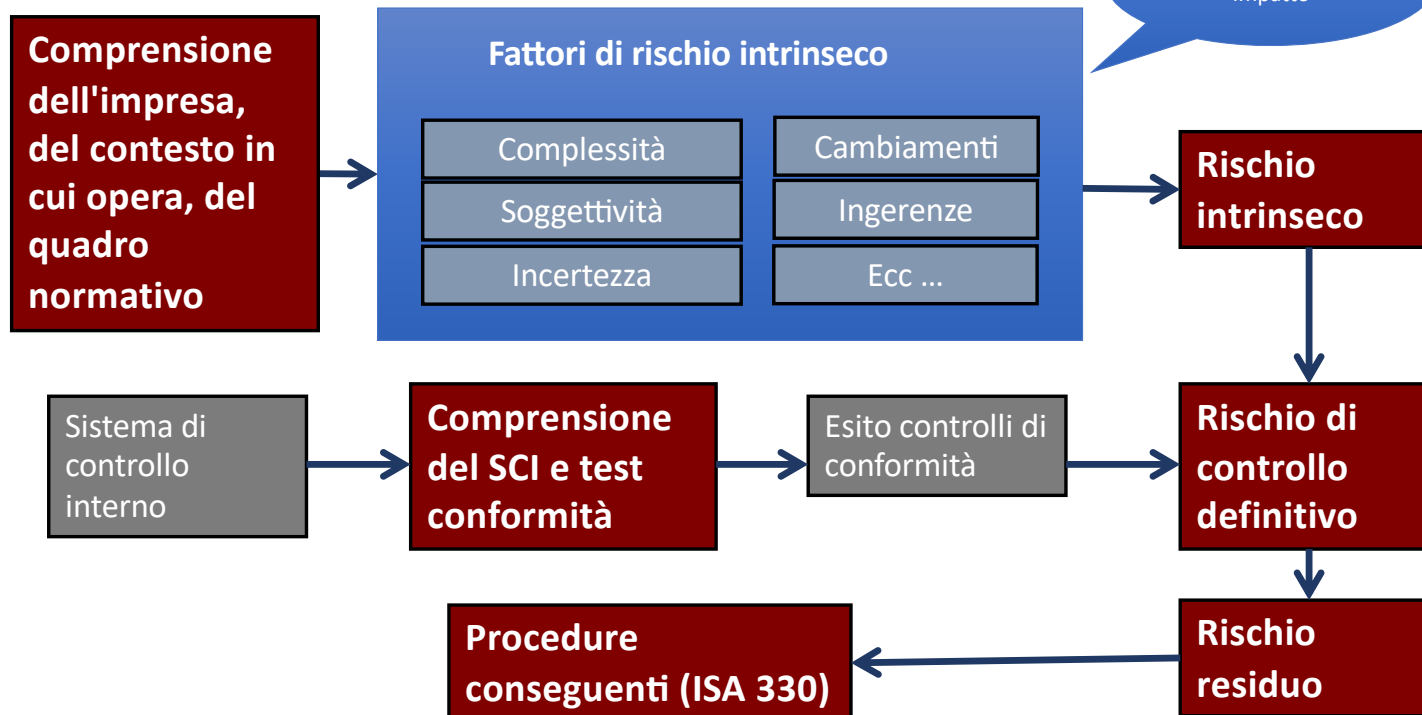 Impatto
Comprensione
dell'impresa,
del contesto in
cui opera, del
quadro
normativo
Fattori di rischio intrinseco
Complessità
Cambiamenti
Soggettività
Ingerenze
Incertezza
Ecc ...
Rischio
intrinseco
Sistema di
controllo
interno
Comprensione
del SCI e test
conformità
Esito controlli di
conformità
Rischio di
controllo
definitivo
Procedure
conseguenti (ISA 330)
Rischio
residuo